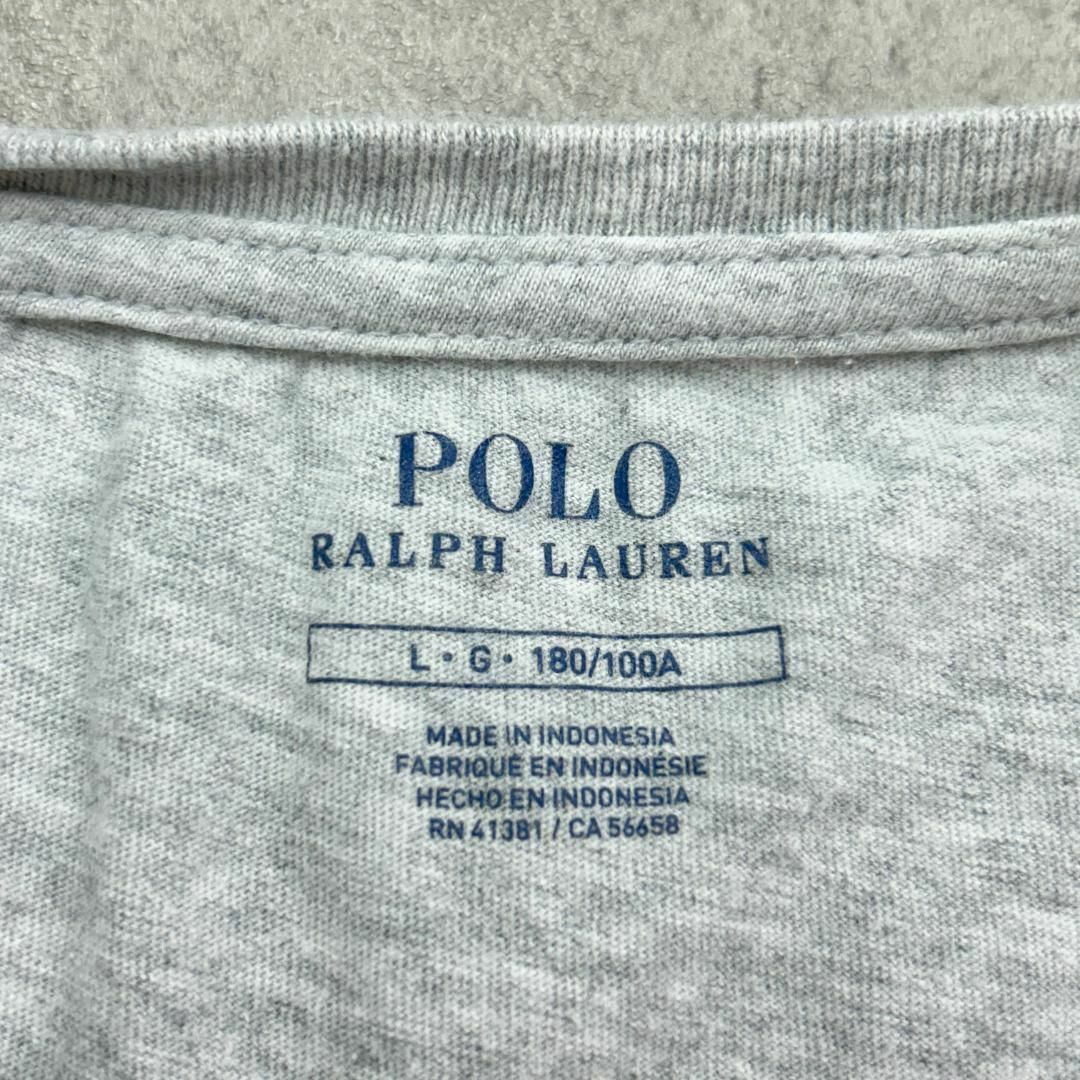 POLO
RALPH LAUREN
L • G • 180/100A
MADE IN INDONESIA
FABRIQUÉ EN INDONÉSIE
HECHO EN INDONESIA
RN 41381 / CA 56658